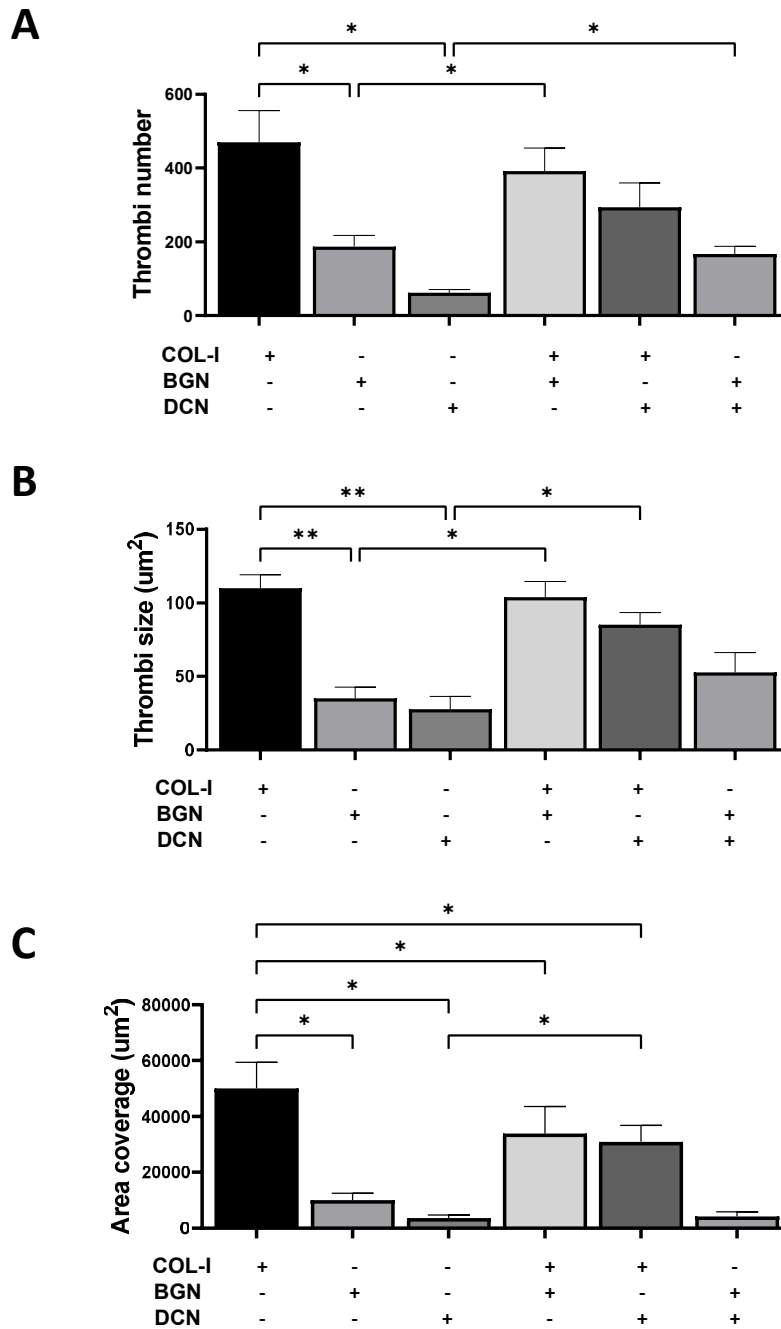 A
* *
* *
Thrombi number
600
400
200
0
COL-I + - - + + -
BGN - + - + - +
DCN - - + - + +
B
** *
** *
Thrombi size (um²)
150
100
50
0
COL-I + - - + + -
BGN - + - + - +
DCN - - + - + +
C
*
*
*
* *
Area coverage (um²)
80000
60000
40000
20000
0
COL-I + - - + + -
BGN - + - + - +
DCN - - + - + +